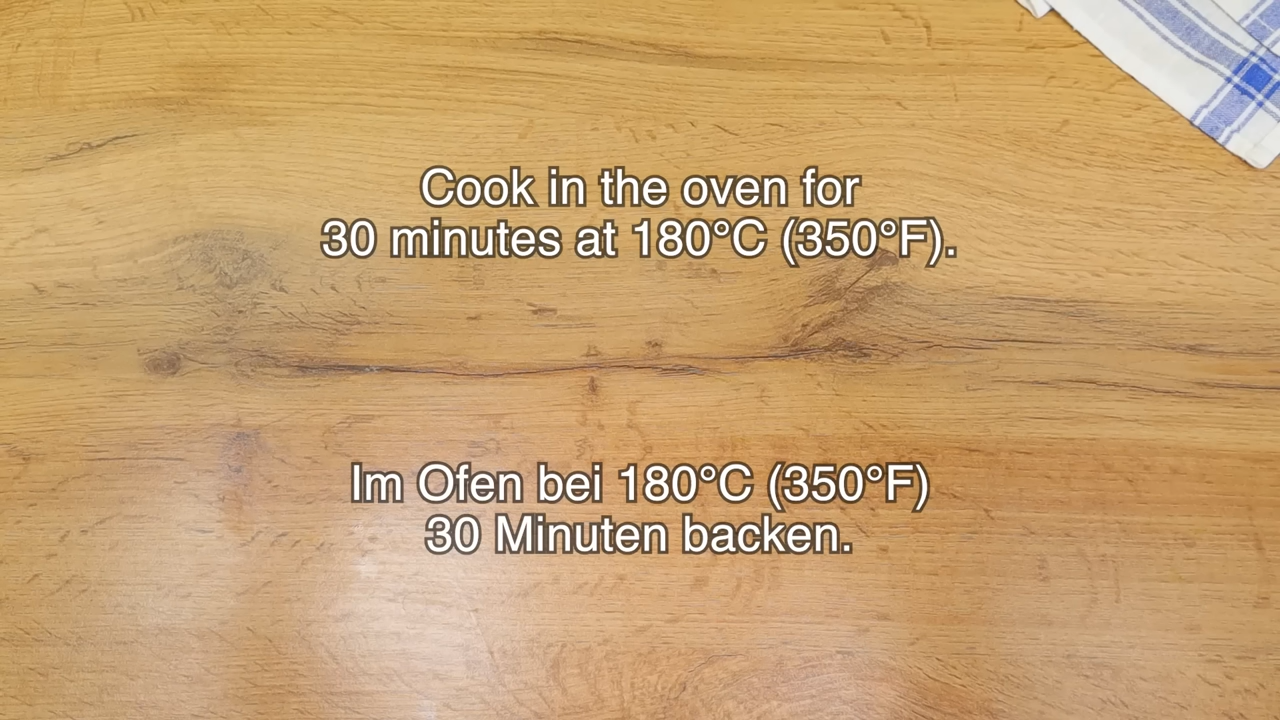 Cook in the oven for
30 minutes at 180°C (350°F).
Im Ofen bei 180°C (350°F)
30 Minuten backen.